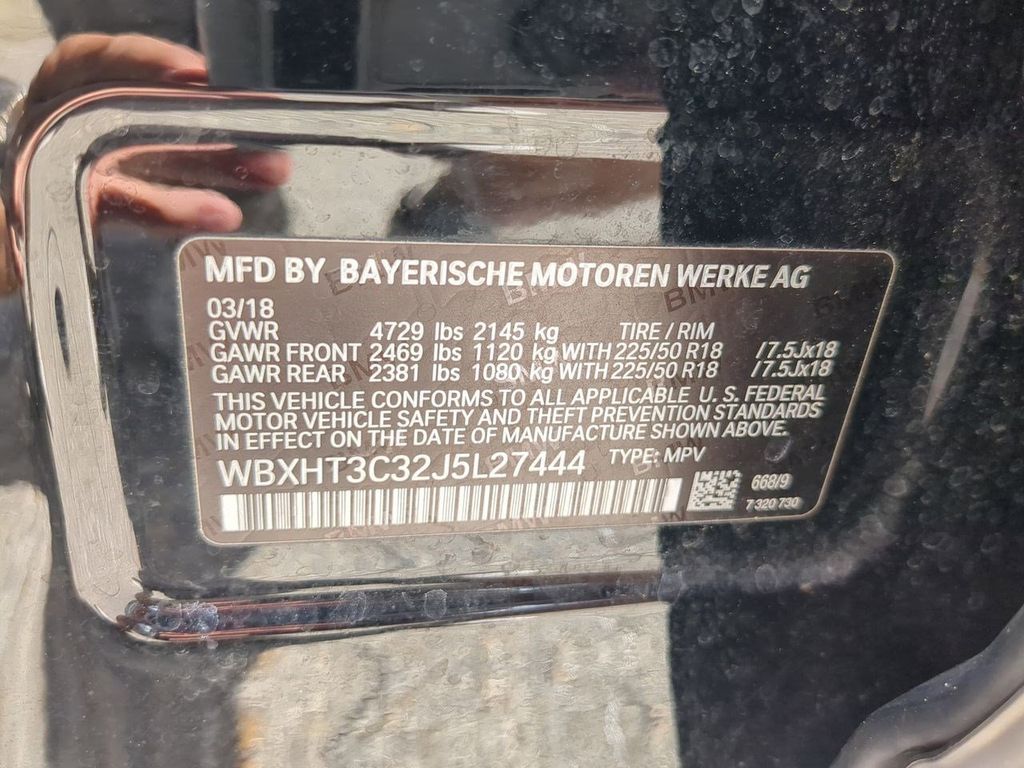 MFD BY BAYERISCHE MOTOREN WERKE AG
03/18
GVWR 4729 lbs 2145 kg TIRE / RIM
GAWR FRONT 2469 lbs 1120 kg WITH 225/50 R18 /7.5Jx18
GAWR REAR 2381 lbs 1080 kg WITH 225/50 R18 /7.5Jx18
THIS VEHICLE CONFORMS TO ALL APPLICABLE U. S. FEDERAL
MOTOR VEHICLE SAFETY AND THEFT PREVENTION STANDARDS
IN EFFECT ON THE DATE OF MANUFACTURE SHOWN ABOVE.
WBXHT3C32J5L27444 TYPE: MPV
668/9
7 320 730